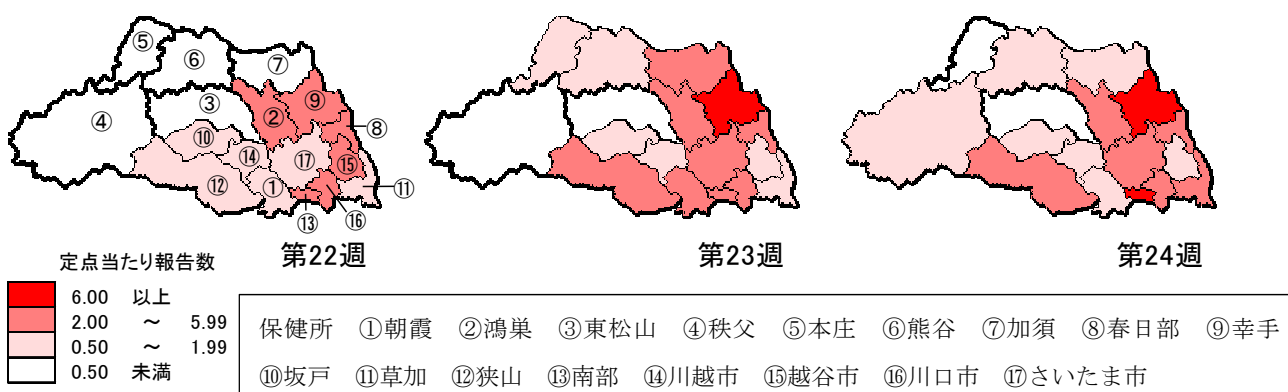 ⑤
⑥
⑦
③
⑨
②
④
⑧
⑩
⑭
⑰
⑮
⑫
①
⑪
⑬
⑯
第22週
第23週
第24週
定点当たり報告数
6.00 以上
2.00 ～ 5.99
0.50 ～ 1.99
0.50 未満
保健所 ①朝霞 ②鴻巣 ③東松山 ④秩父 ⑤本庄 ⑥熊谷 ⑦加須 ⑧春日部 ⑨幸手
⑩坂戸 ⑪草加 ⑫狭山 ⑬南部 ⑭川越市 ⑮越谷市 ⑯川口市 ⑰さいたま市